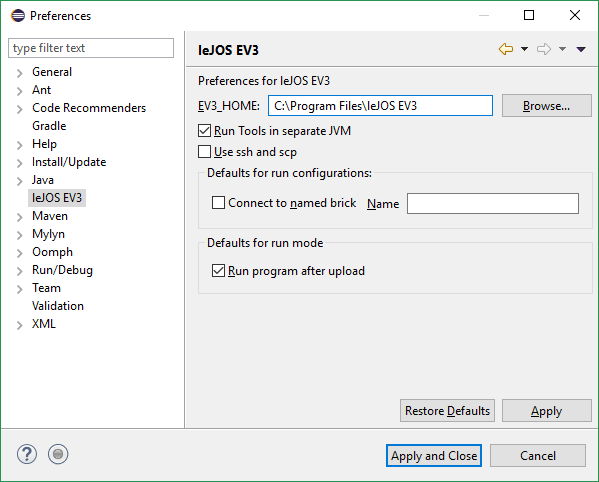 Preferences
type filter text
General
Ant
Code Recommenders
Gradle
Help
Install/Update
Java
leJOS EV3
Maven
Mylyn
Oomph
Run/Debug
Team
Validation
XML
leJOS EV3
Preferences for leJOS EV3
EV3_HOME: C:\Program Files\leJOS EV3 Browse...
Run Tools in separate JVM
Use ssh and scp
Defaults for run configurations:
Connect to named brick Name
Defaults for run mode
Run program after upload
Restore Defaults Apply
? Apply and Close Cancel